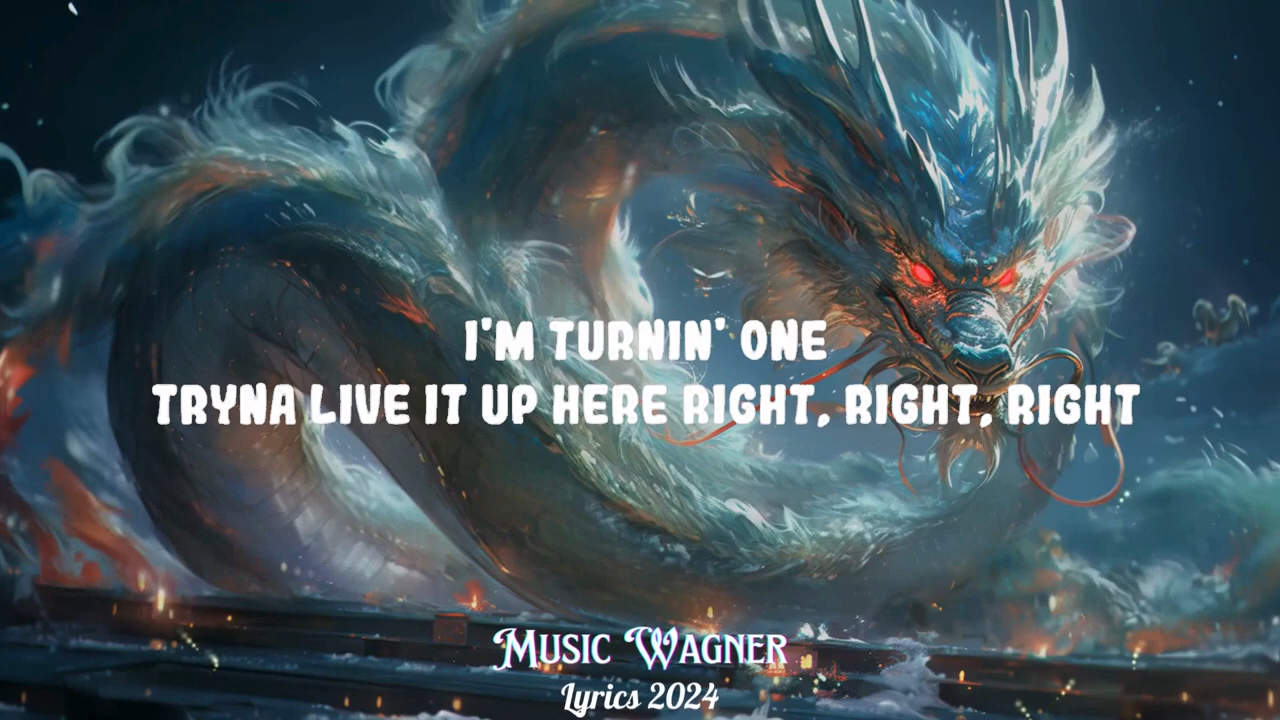 I'M TURNIN' ONE
TRYNA LIVE IT UP HERE RIGHT, RIGHT, RIGHT
MUSIC WAGNER
Lyrics 2024